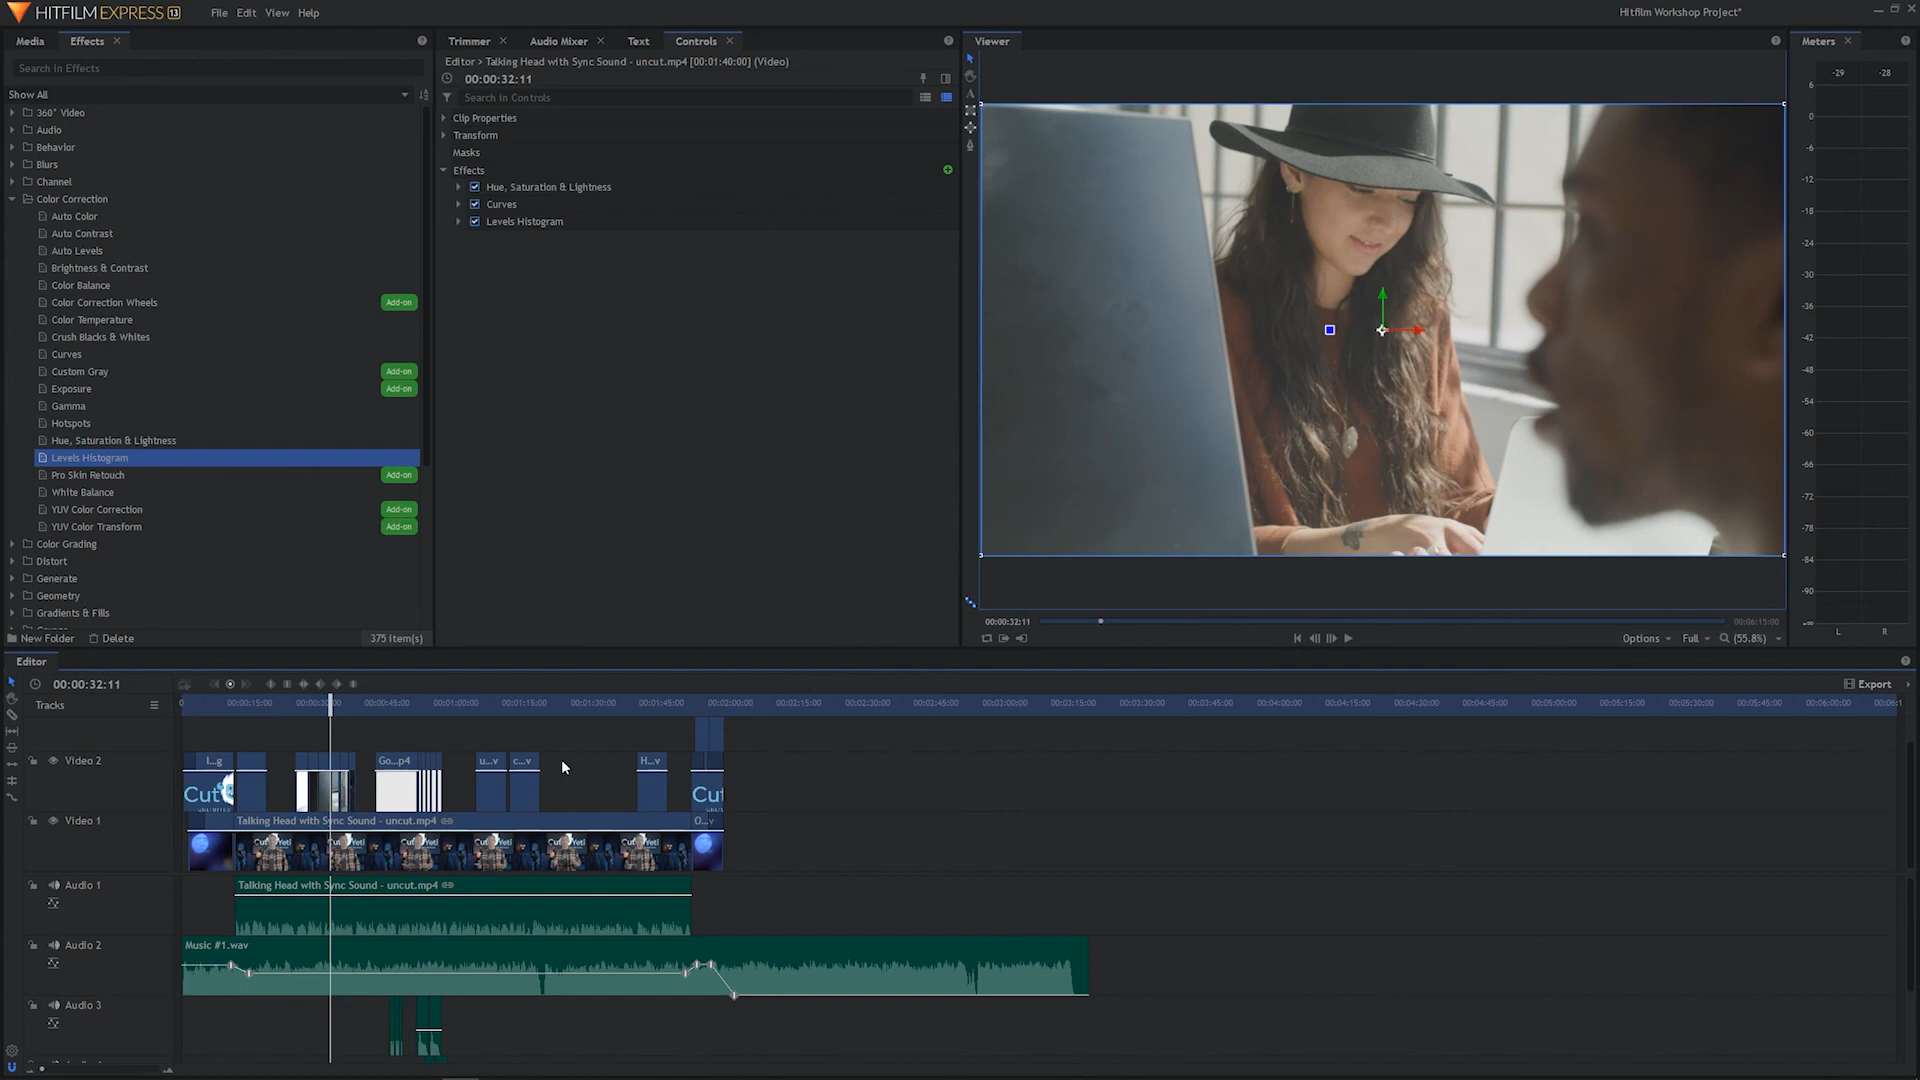 HITFILM EXPRESS 13
File Edit View Help
Hitfilm Workshop Project*
Media Effects
Search in Effects
Show All
360° Video
Audio
Behavior
Blurs
Channel
Color Correction
Auto Color
Auto Contrast
Auto Levels
Brightness & Contrast
Color Balance
Color Correction Wheels Add-on
Color Temperature
Crush Blacks & Whites
Curves
Custom Gray Add-on
Exposure Add-on
Gamma
Hotspots
Hue, Saturation & Lightness
Levels Histogram
Pro Skin Retouch Add-on
White Balance
YUV Color Correction Add-on
YUV Color Transform Add-on
Color Grading
Distort
Generate
Geometry
Gradients & Fills
New Folder Delete 375 item(s)
Trimmer Audio Mixer Text Controls
Editor > Talking Head with Sync Sound - uncut.mp4 [00:01:40:00] (Video)
00:00:32:11
Search in Controls
Clip Properties
Transform
Masks
Effects
Hue, Saturation & Lightness
Curves
Levels Histogram
Viewer
00:00:32:11 00:06:15:00
Options Full (55.8%)
Meters
-29 -28
6
0
-6
-12
-18
-24
-30
-36
-42
-48
-54
-60
-66
-72
-78
-84
-90
-∞
L R
Editor
00:00:32:11 Export
Tracks 0 00:00:15:00 00:00:45:00 00:01:00:00 00:01:15:00 00:01:30:00 00:01:45:00 00:02:00:00 00:02:15:00 00:02:30:00 00:02:45:00 00:03:00:00 00:03:15:00 00:03:30:00 00:03:45:00 00:04:00:00 00:04:15:00 00:04:30:00 00:04:45:00 00:05:00:00 00:05:15:00 00:05:30:00 00:05:45:00 00:06:00:00 00:06:1
Video 2 I...g Go...p4 u...v c...v H...v
Cut Cut
Video 1 Talking Head with Sync Sound - uncut.mp4 O...v
Cut Yeti Cut Yeti Cut Yeti Cut Yeti Cut Yeti Cut Yeti
Audio 1 Talking Head with Sync Sound - uncut.mp4
Audio 2 Music #1.wav
Audio 3